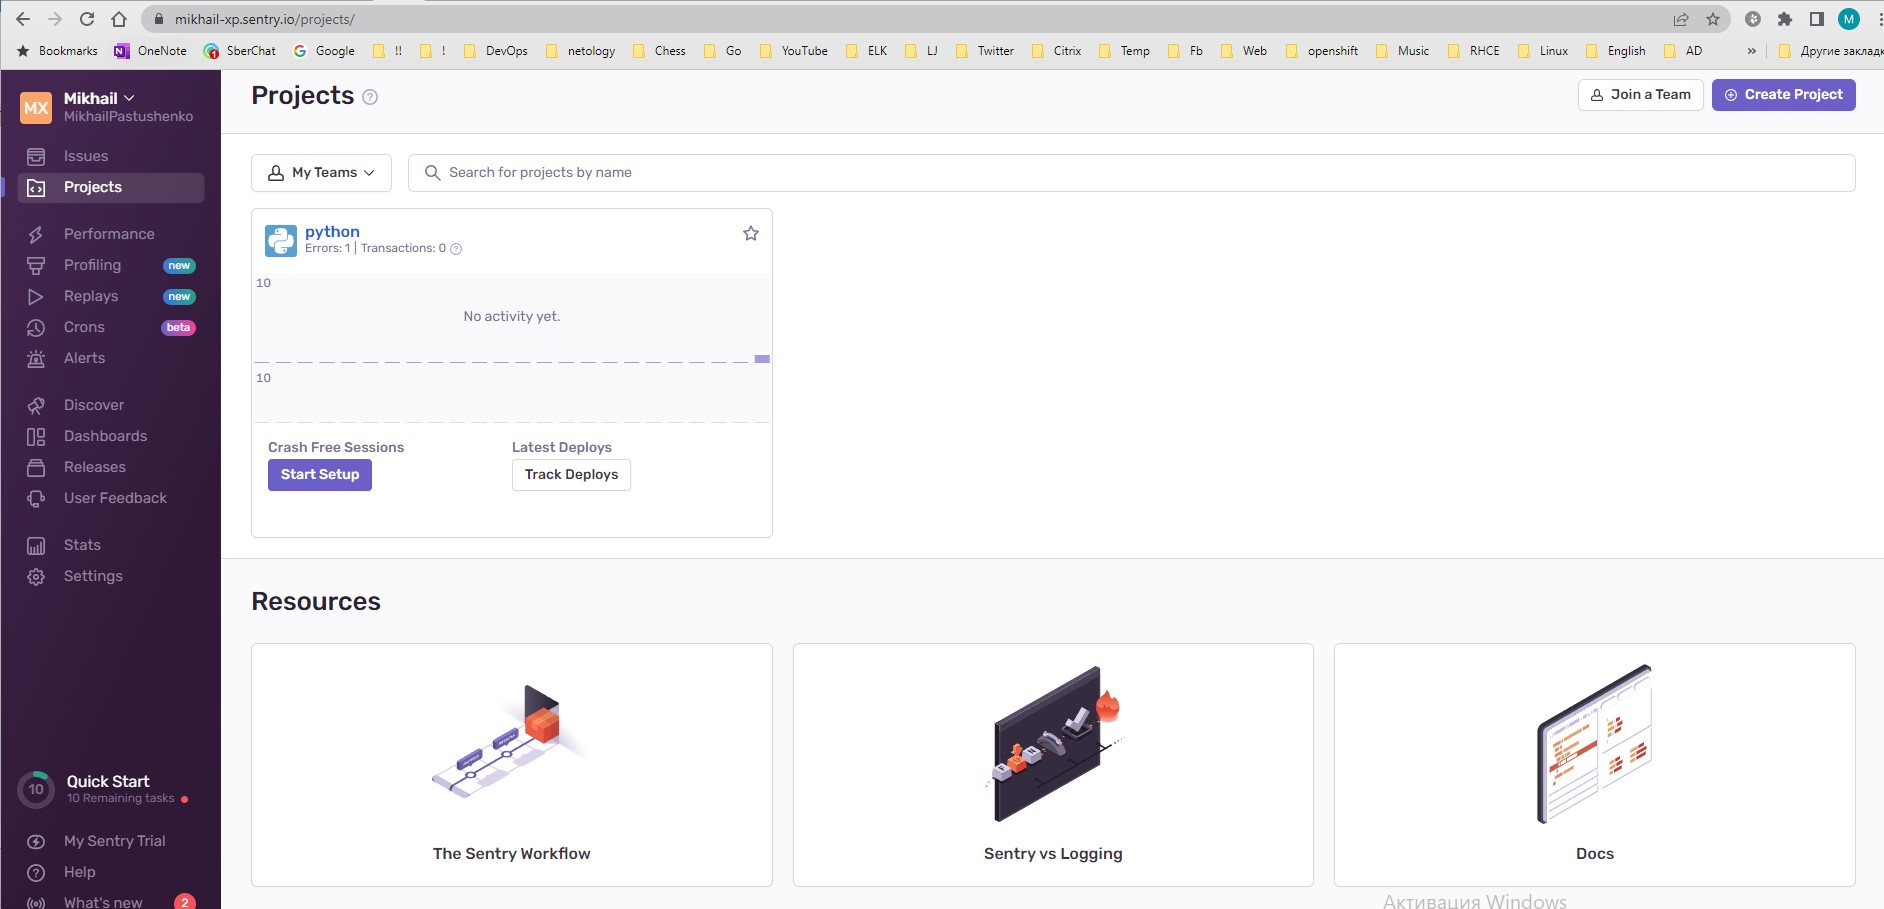 mikhail-xp.sentry.io/projects/
M
Bookmarks OneNote SberChat Google !! ! DevOps netology Chess Go YouTube ELK LJ Twitter Citrix Temp Fb Web openshift Music RHCE Linux English AD » Другие закладк
MX
Mikhail
MikhailPastushenko
Issues
Projects
Performance
Profiling new
Replays new
Crons beta
Alerts
Discover
Dashboards
Releases
User Feedback
Stats
Settings
10
Quick Start
10 Remaining tasks
My Sentry Trial
Help
What's new 2
Projects ?
Join a Team
Create Project
My Teams
Search for projects by name
python
Errors: 1 | Transactions: 0 ?
10
No activity yet.
10
Crash Free Sessions
Start Setup
Latest Deploys
Track Deploys
Resources
The Sentry Workflow
Sentry vs Logging
Docs
Активация Windows